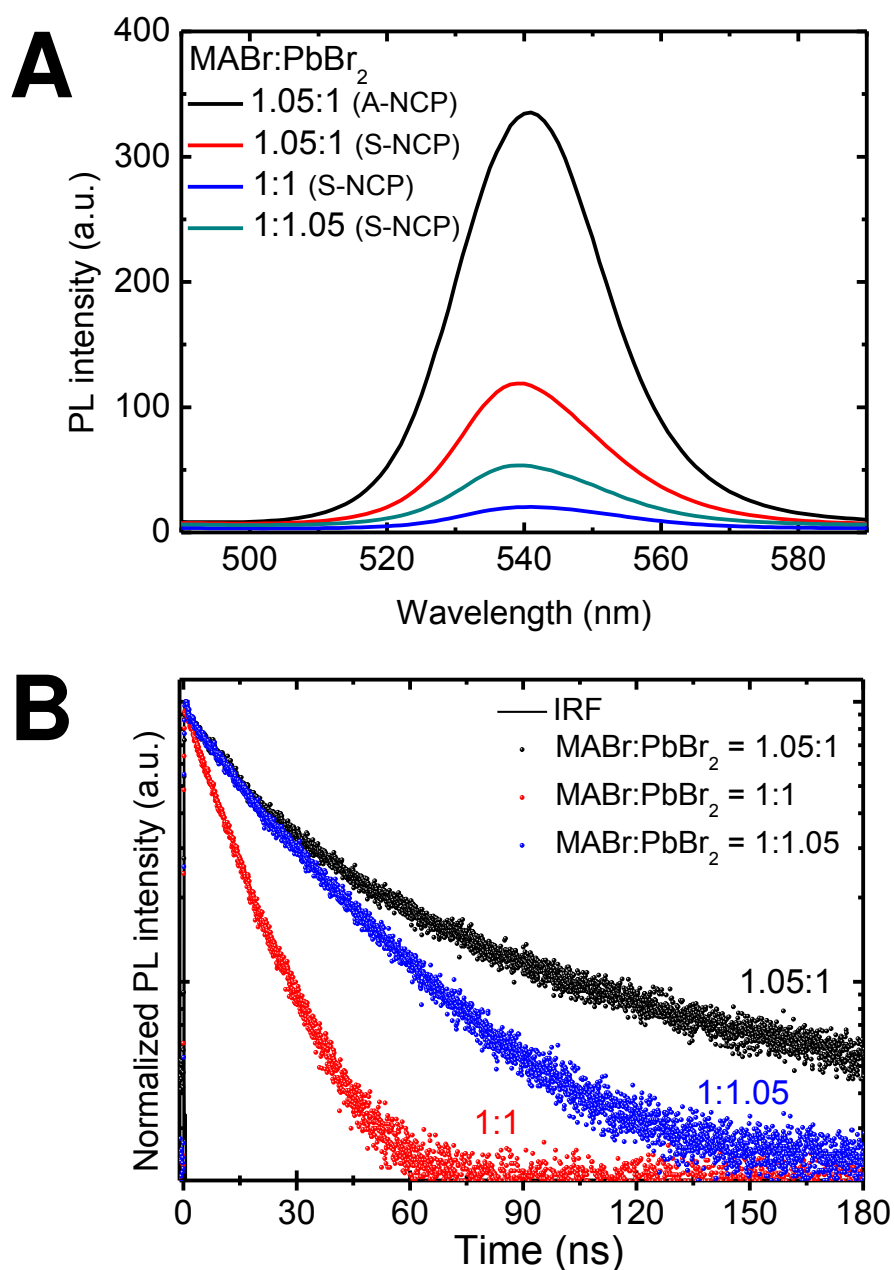 A
400
300
200
100
0
PL intensity (a.u.)
MABr:PbBr₂
1.05:1 (A-NCP)
1.05:1 (S-NCP)
1:1 (S-NCP)
1:1.05 (S-NCP)
500 520 540 560 580
Wavelength (nm)
B
Normalized PL intensity (a.u.)
IRF
MABr:PbBr₂ = 1.05:1
MABr:PbBr₂ = 1:1
MABr:PbBr₂ = 1:1.05
1.05:1
1:1.05
1:1
0 30 60 90 120 150 180
Time (ns)